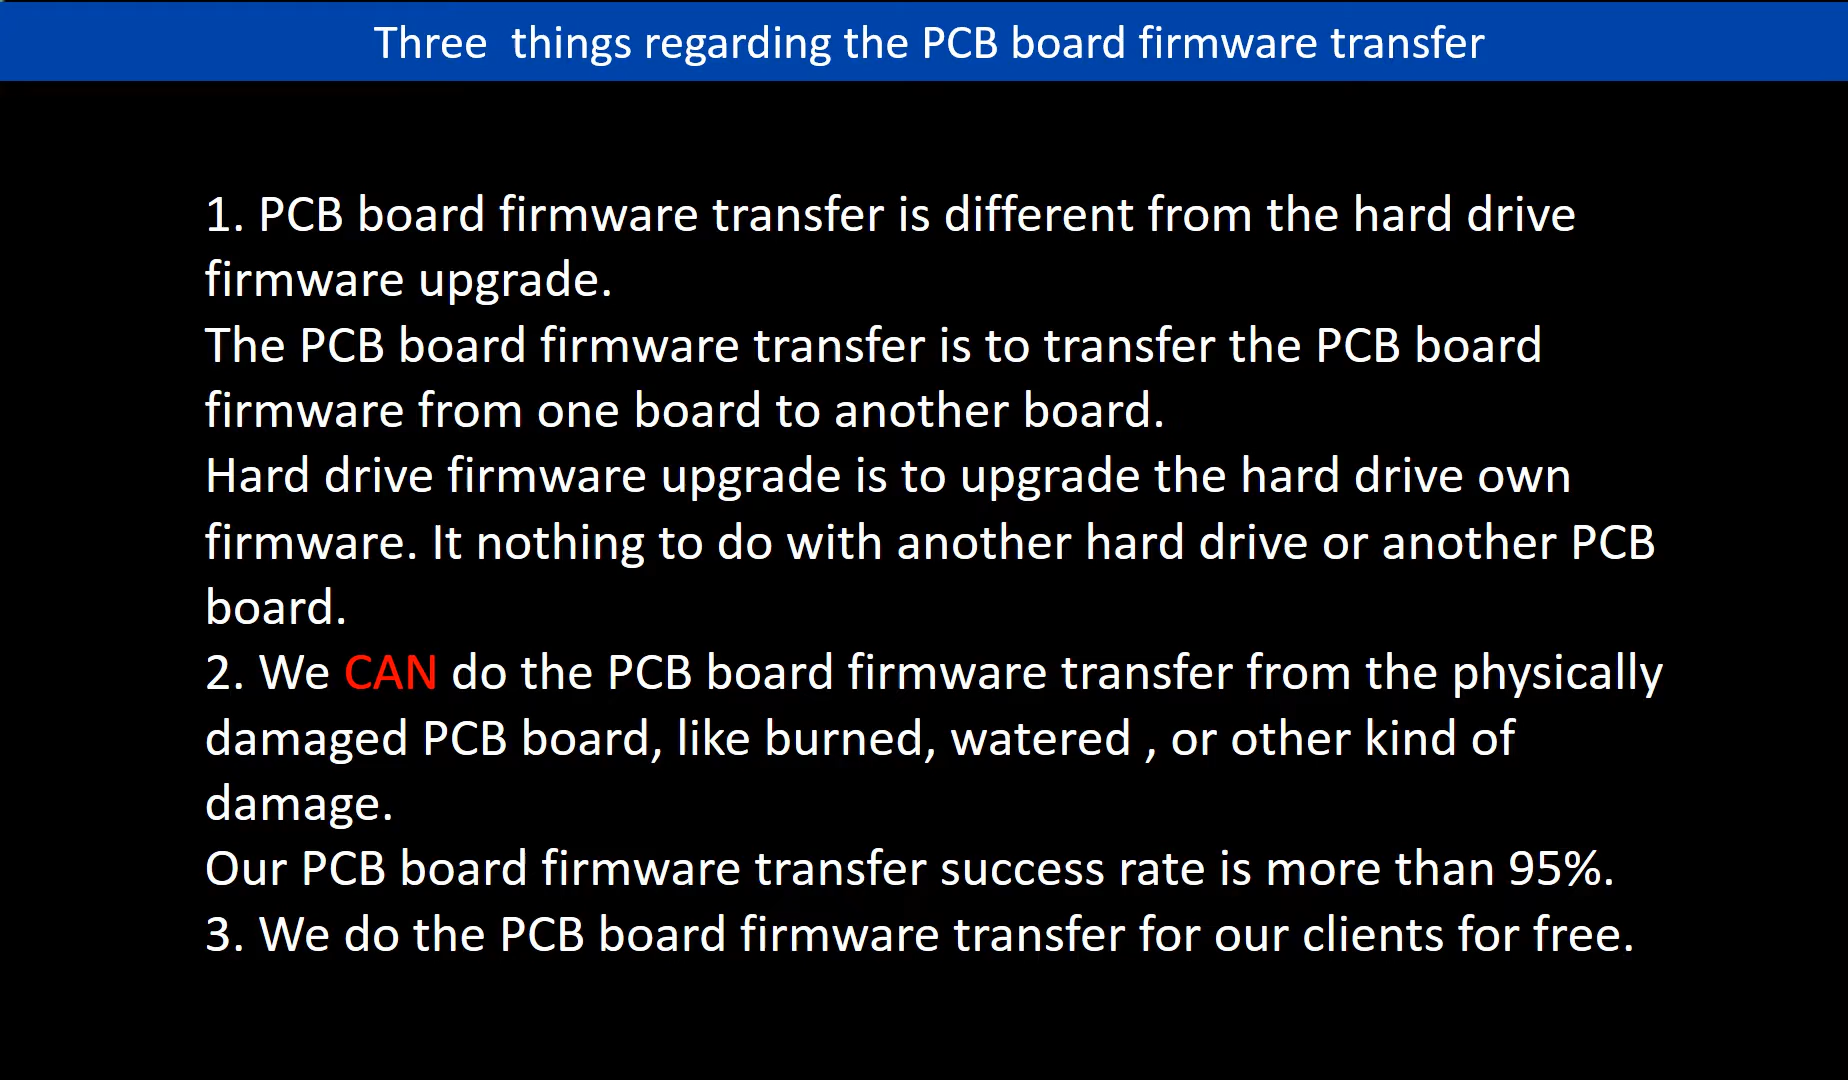 Three  things regarding the PCB board firmware transfer
1. PCB board firmware transfer is different from the hard drive
firmware upgrade.
The PCB board firmware transfer is to transfer the PCB board
firmware from one board to another board.
Hard drive firmware upgrade is to upgrade the hard drive own
firmware. It nothing to do with another hard drive or another PCB
board.
2. We CAN do the PCB board firmware transfer from the physically
damaged PCB board, like burned, watered , or other kind of
damage.
Our PCB board firmware transfer success rate is more than 95%.
3. We do the PCB board firmware transfer for our clients for free.